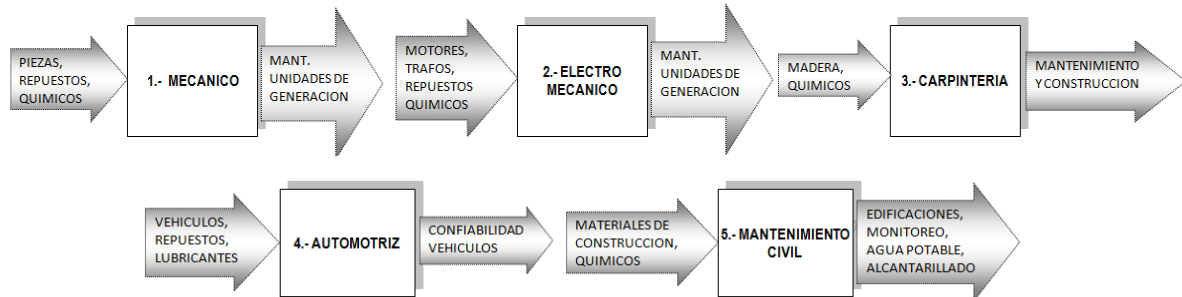 PIEZAS,
REPUESTOS,
QUIMICOS
1.- MECANICO
MANT.
UNIDADES DE
GENERACION
MOTORES,
TRAFOS,
REPUESTOS
QUIMICOS
2.- ELECTRO
MECANICO
MANT.
UNIDADES DE
GENERACION
MADERA,
QUIMICOS
3.- CARPINTERIA
MANTENIMIENTO
Y CONSTRUCCION
VEHICULOS,
REPUESTOS,
LUBRICANTES
4.- AUTOMOTRIZ
CONFIABILIDAD
VEHICULOS
MATERIALES DE
CONSTRUCCION,
QUIMICOS
5.- MANTENIMIENTO
CIVIL
EDIFICACIONES,
MONITOREO,
AGUA POTABLE,
ALCANTARILLADO